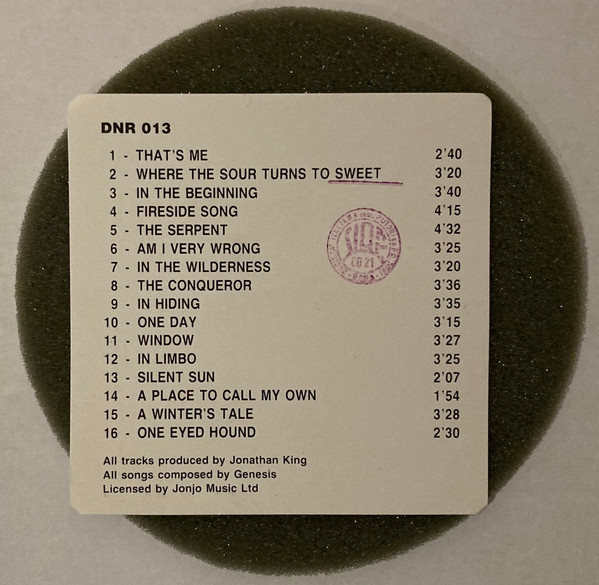 DNR 013
1 - THAT'S ME 2'40
2 - WHERE THE SOUR TURNS TO SWEET 3'20
3 - IN THE BEGINNING 3'40
4 - FIRESIDE SONG 4'15
5 - THE SERPENT 4'32
6 - AM I VERY WRONG 3'25
7 - IN THE WILDERNESS 3'20
8 - THE CONQUEROR 3'36
9 - IN HIDING 3'35
10 - ONE DAY 3'15
11 - WINDOW 3'27
12 - IN LIMBO 3'25
13 - SILENT SUN 2'07
14 - A PLACE TO CALL MY OWN 1'54
15 - A WINTER'S TALE 3'28
16 - ONE EYED HOUND 2'30
All tracks produced by Jonathan King
All songs composed by Genesis
Licensed by Jonjo Music Ltd